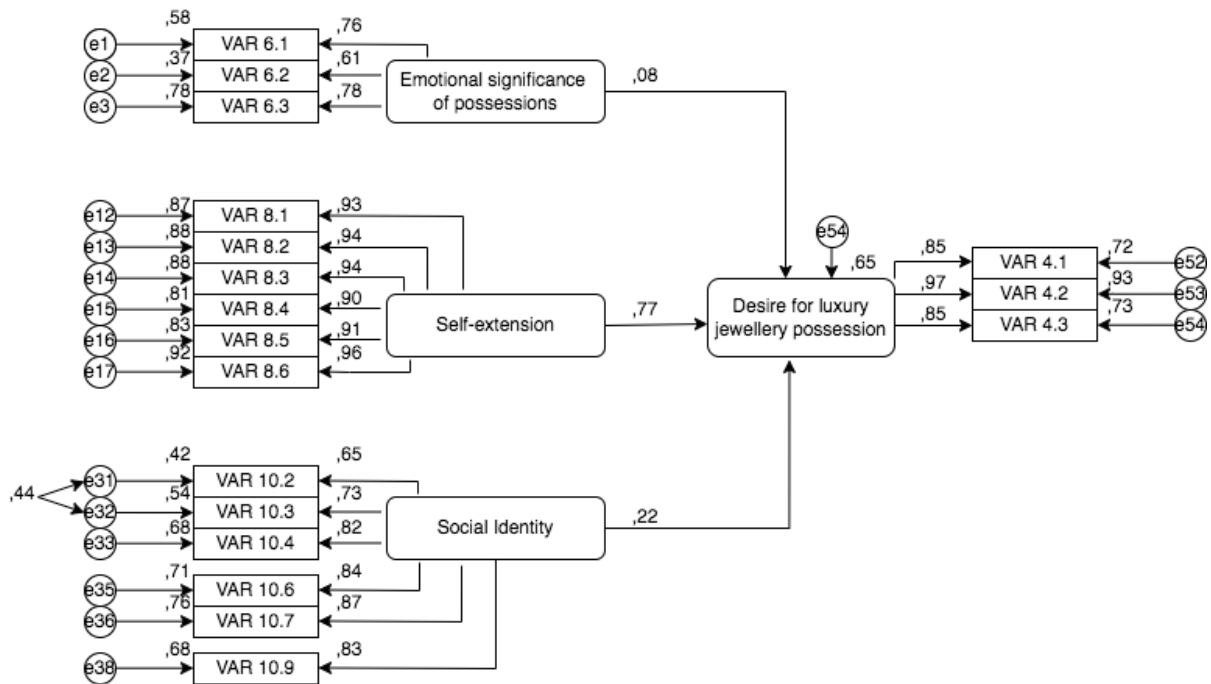 ,58
,76
e1
VAR 6.1
,37
,61
e2
VAR 6.2
,78
,78
e3
VAR 6.3
Emotional significance
of possessions
,08
,87
,93
e12
VAR 8.1
,88
,94
e13
VAR 8.2
,88
,94
e14
VAR 8.3
,81
,90
e15
VAR 8.4
,83
,91
e16
VAR 8.5
,92
,96
e17
VAR 8.6
Self-extension
,77
e54
,65
Desire for luxury
jewellery possession
,85
,72
VAR 4.1
e52
,97
,93
VAR 4.2
e53
,85
,73
VAR 4.3
e54
,44
,42
,65
e31
VAR 10.2
,54
,73
e32
VAR 10.3
,68
,82
e33
VAR 10.4
Social Identity
,22
,71
,84
e35
VAR 10.6
,76
,87
e36
VAR 10.7
,68
,83
e38
VAR 10.9